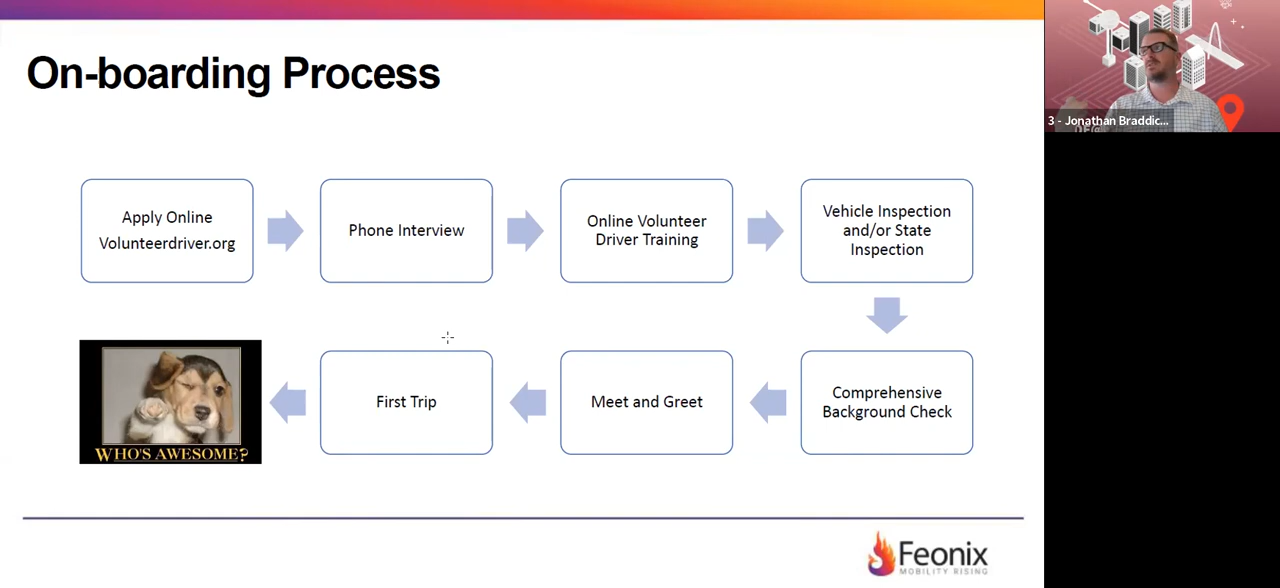 On-boarding Process
3 - Jonathan Braddic...
Apply Online
Volunteerdriver.org
Phone Interview
Online Volunteer
Driver Training
Vehicle Inspection
and/or State
Inspection
WHO'S AWESOME?
First Trip
Meet and Greet
Comprehensive
Background Check
Feonix
MOBILITY RISING